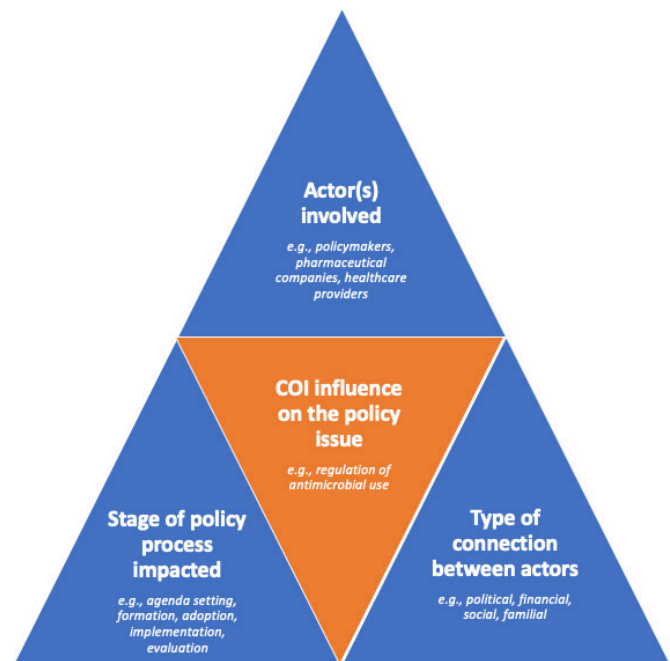 Actor(s)
involved
e.g., policymakers,
pharmaceutical
companies, healthcare
providers
COI influence
on the policy
issue
e.g., regulation of
antimicrobial use
Stage of policy
process
impacted
e.g., agenda setting,
formation, adoption,
implementation,
evaluation
Type of
connection
between actors
e.g., political, financial,
social, familial